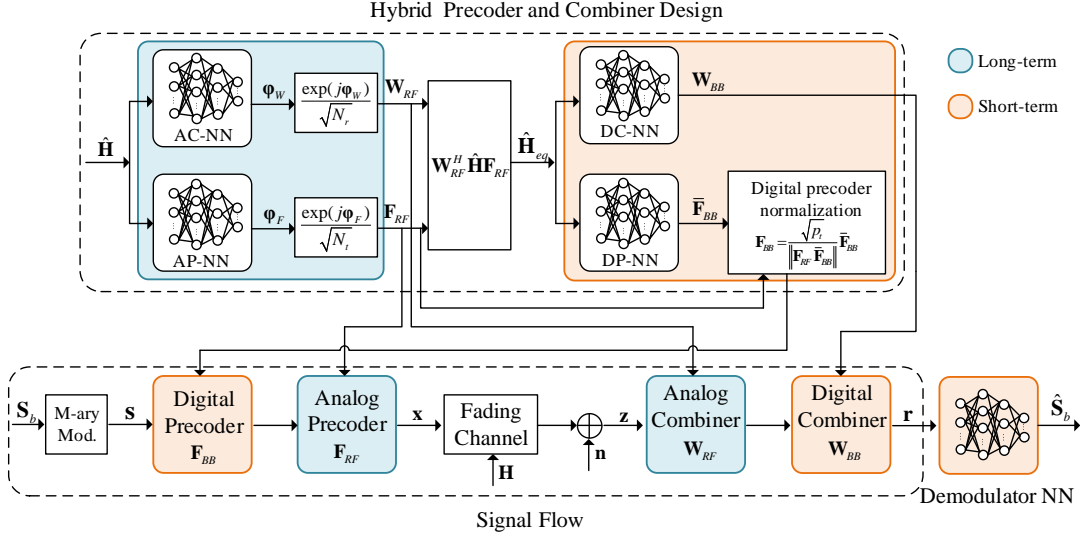 Hybrid Precoder and Combiner Design
Long-term
Short-term
Ĥ
AC-NN
φ_W
exp(jφ_W)
√N_r
W_RF
AP-NN
φ_F
exp(jφ_F)
√N_t
F_RF
W_RF^H Ĥ F_RF
Ĥ_eq
DC-NN
W_BB
DP-NN
F̄_BB
Digital precoder
normalization
F_BB = √p_t / ‖F_RF F̄_BB‖ F̄_BB
S_b
M-ary
Mod.
s
Digital
Precoder
F_BB
Analog
Precoder
F_RF
x
Fading
Channel
H
n
z
Analog
Combiner
W_RF
Digital
Combiner
W_BB
r
Ŝ_b
Demodulator NN
Signal Flow